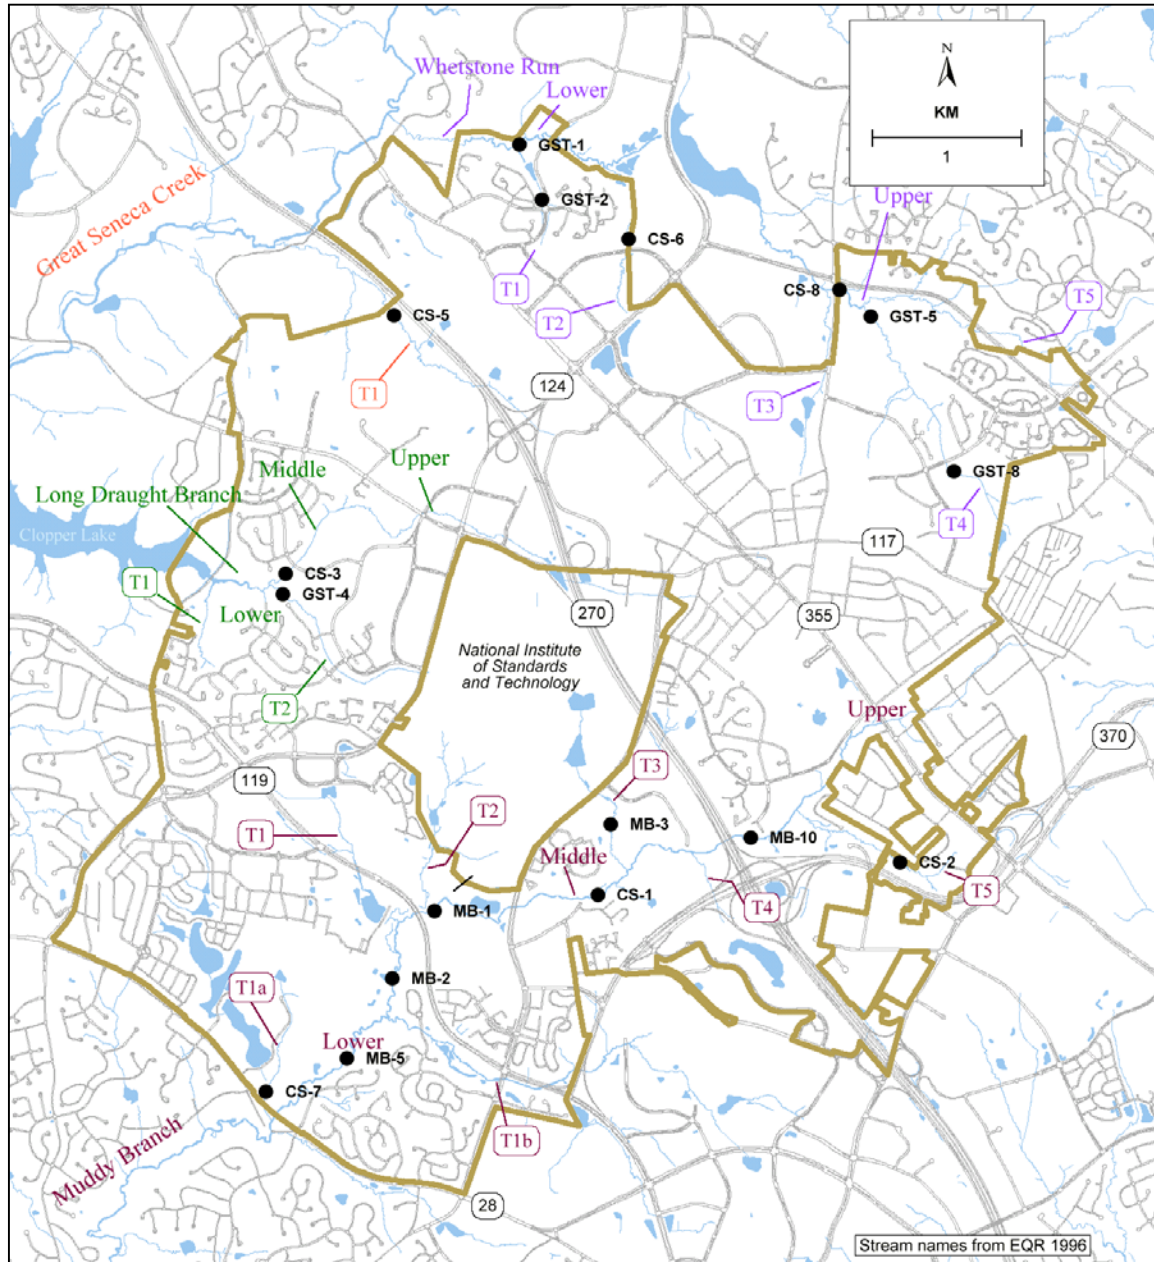 N
KM
1
Whetstone Run
Lower
GST-1
GST-2
Upper
Great Seneca Creek
CS-6
T1
CS-8
T5
T2
GST-5
CS-5
T1
124
T3
Middle
Upper
GST-8
Long Draught Branch
T4
Clopper Lake
117
CS-3
T1
GST-4
Lower
270
355
National Institute
of Standards
and Technology
T2
Upper
370
119
T3
T2
T1
MB-3
MB-10
Middle
CS-2
T5
CS-1
T4
MB-1
MB-2
T1a
Lower
MB-5
CS-7
T1b
Muddy Branch
28
Stream names from EQR 1996